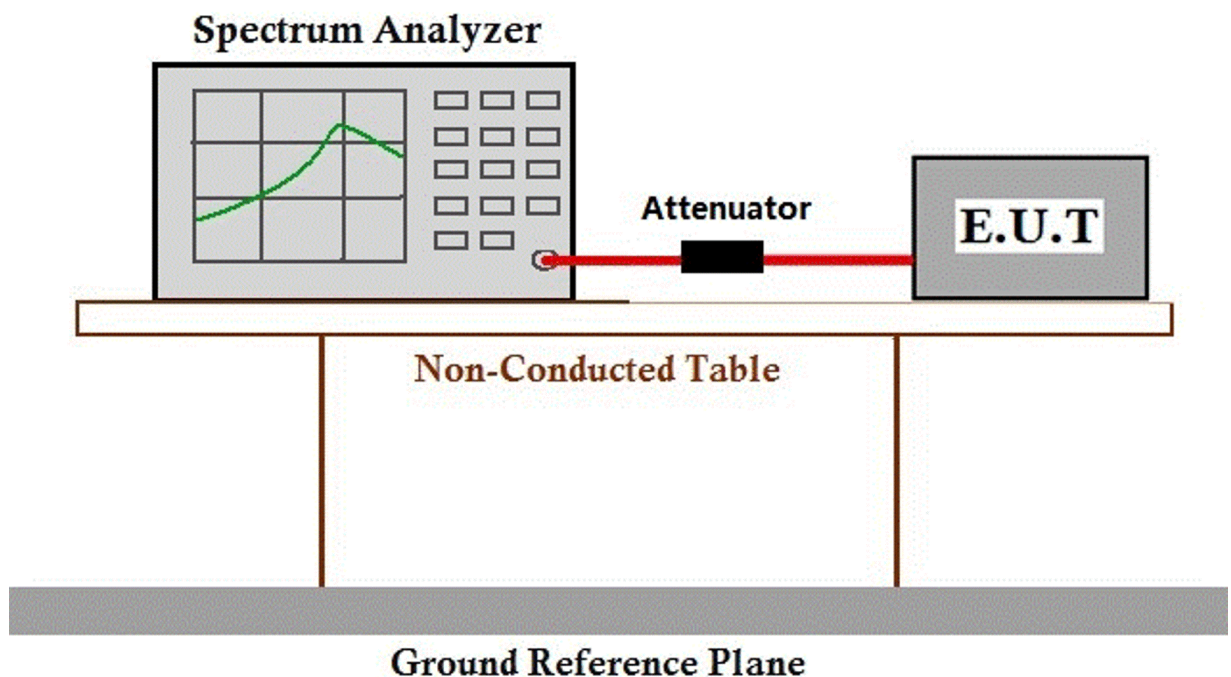 Spectrum Analyzer
Attenuator
E.U.T
Non-Conducted Table
Ground Reference Plane